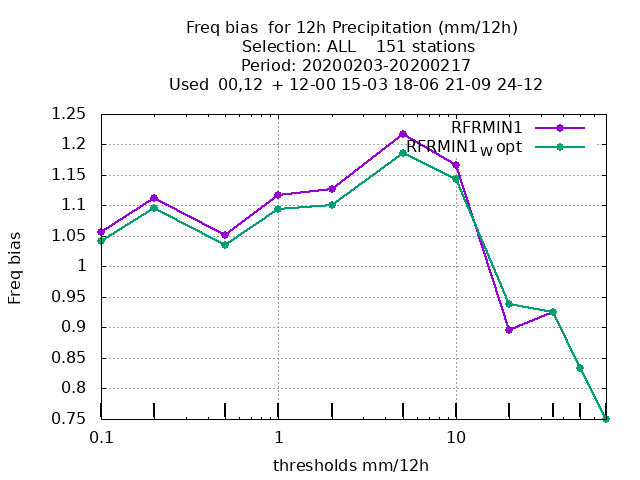 Freq bias  for 12h Precipitation (mm/12h)
Selection: ALL    151 stations
Period: 20200203-20200217
Used  00,12  + 12-00 15-03 18-06 21-09 24-12
RFRMIN1
RFRMIN1W opt
1.25
1.2
1.15
1.1
1.05
1
0.95
0.9
0.85
0.8
0.75
Freq bias
0.1 1 10
thresholds mm/12h